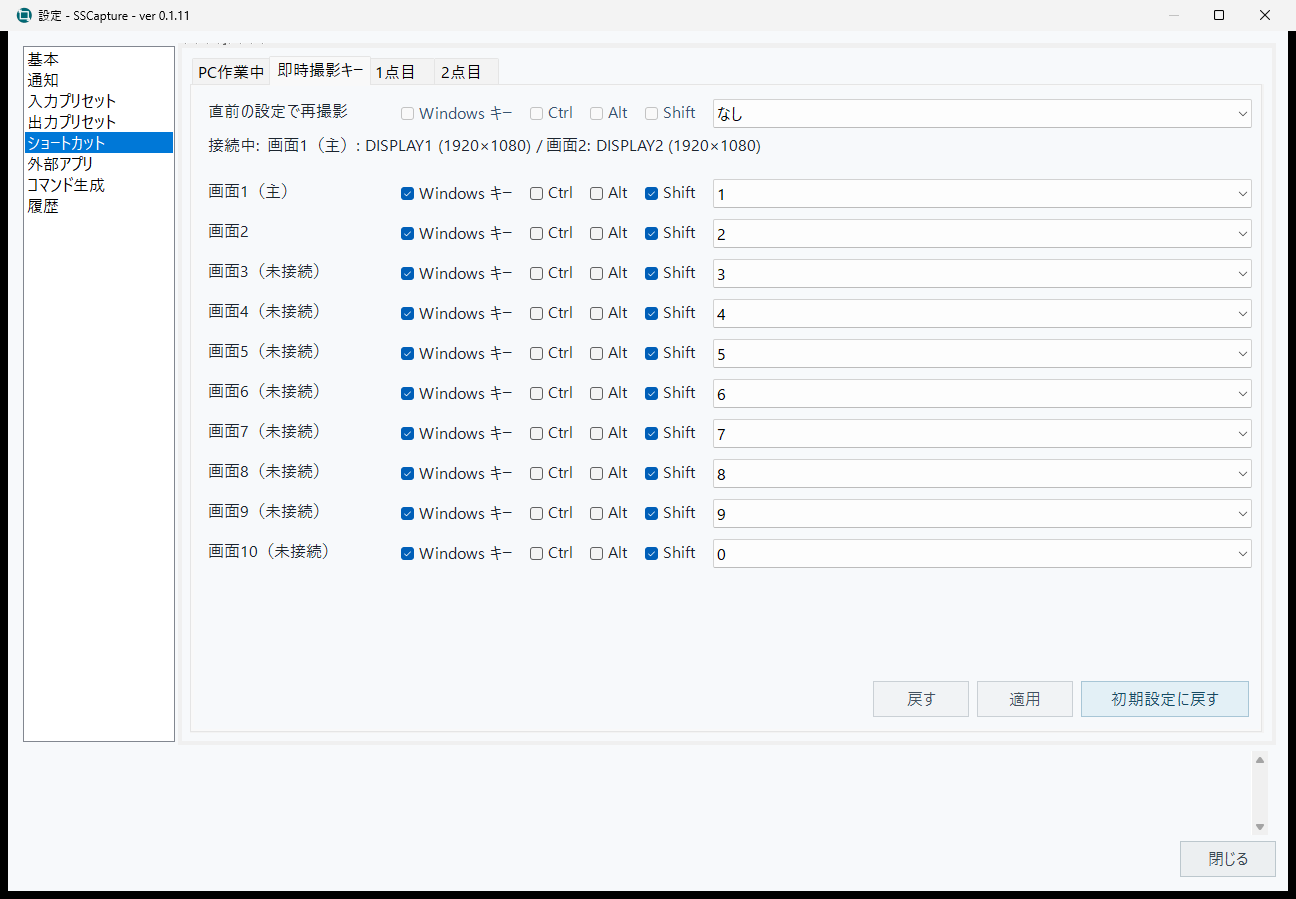 設定 - SSCapture - ver 0.1.11
基本
通知
入力プリセット
出力プリセット
ショートカット
外部アプリ
コマンド生成
履歴
PC作業中 即時撮影キー 1点目 2点目
直前の設定で再撮影 Windows キー Ctrl Alt Shift なし
接続中: 画面1（主）: DISPLAY1 (1920×1080) / 画面2: DISPLAY2 (1920×1080)
画面1（主） Windows キー Ctrl Alt Shift 1
画面2 Windows キー Ctrl Alt Shift 2
画面3（未接続） Windows キー Ctrl Alt Shift 3
画面4（未接続） Windows キー Ctrl Alt Shift 4
画面5（未接続） Windows キー Ctrl Alt Shift 5
画面6（未接続） Windows キー Ctrl Alt Shift 6
画面7（未接続） Windows キー Ctrl Alt Shift 7
画面8（未接続） Windows キー Ctrl Alt Shift 8
画面9（未接続） Windows キー Ctrl Alt Shift 9
画面10（未接続） Windows キー Ctrl Alt Shift 0
戻す 適用 初期設定に戻す
閉じる